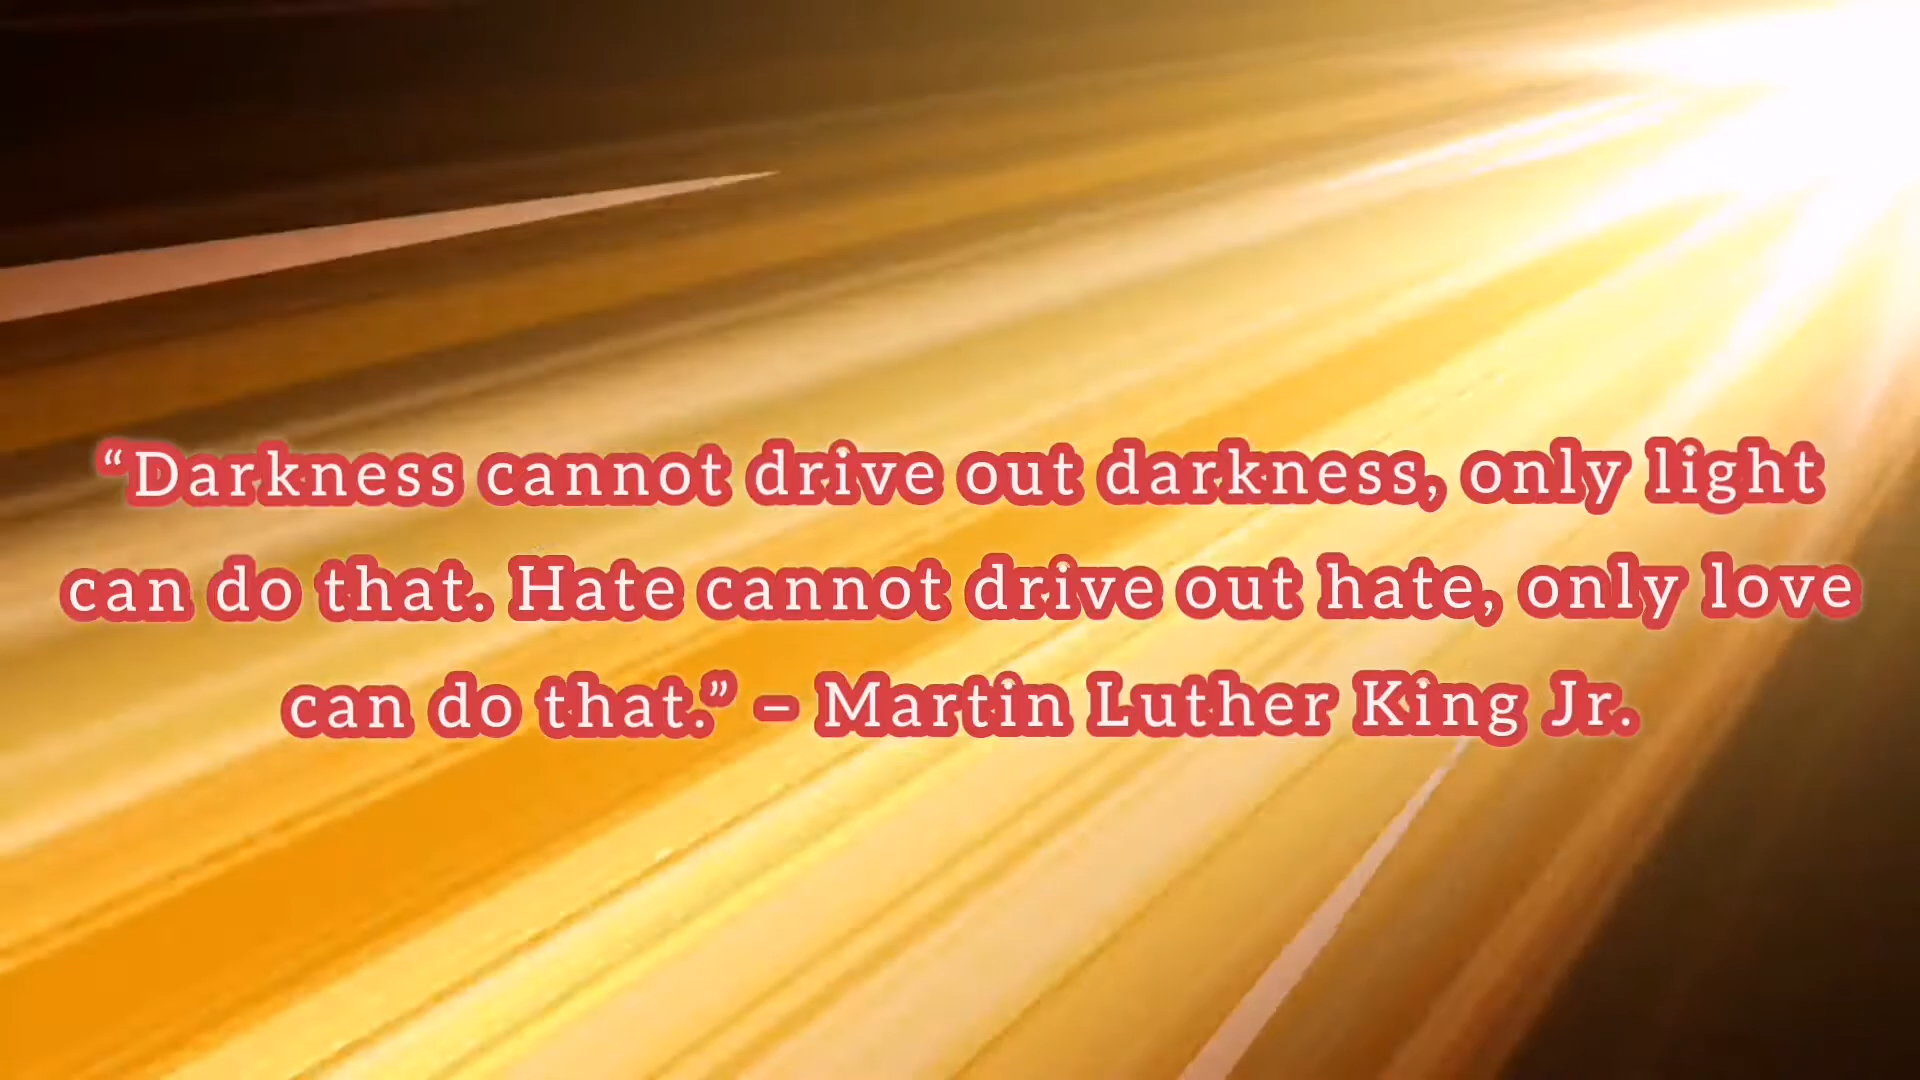 “Darkness cannot drive out darkness, only light
can do that. Hate cannot drive out hate, only love
can do that.” – Martin Luther King Jr.